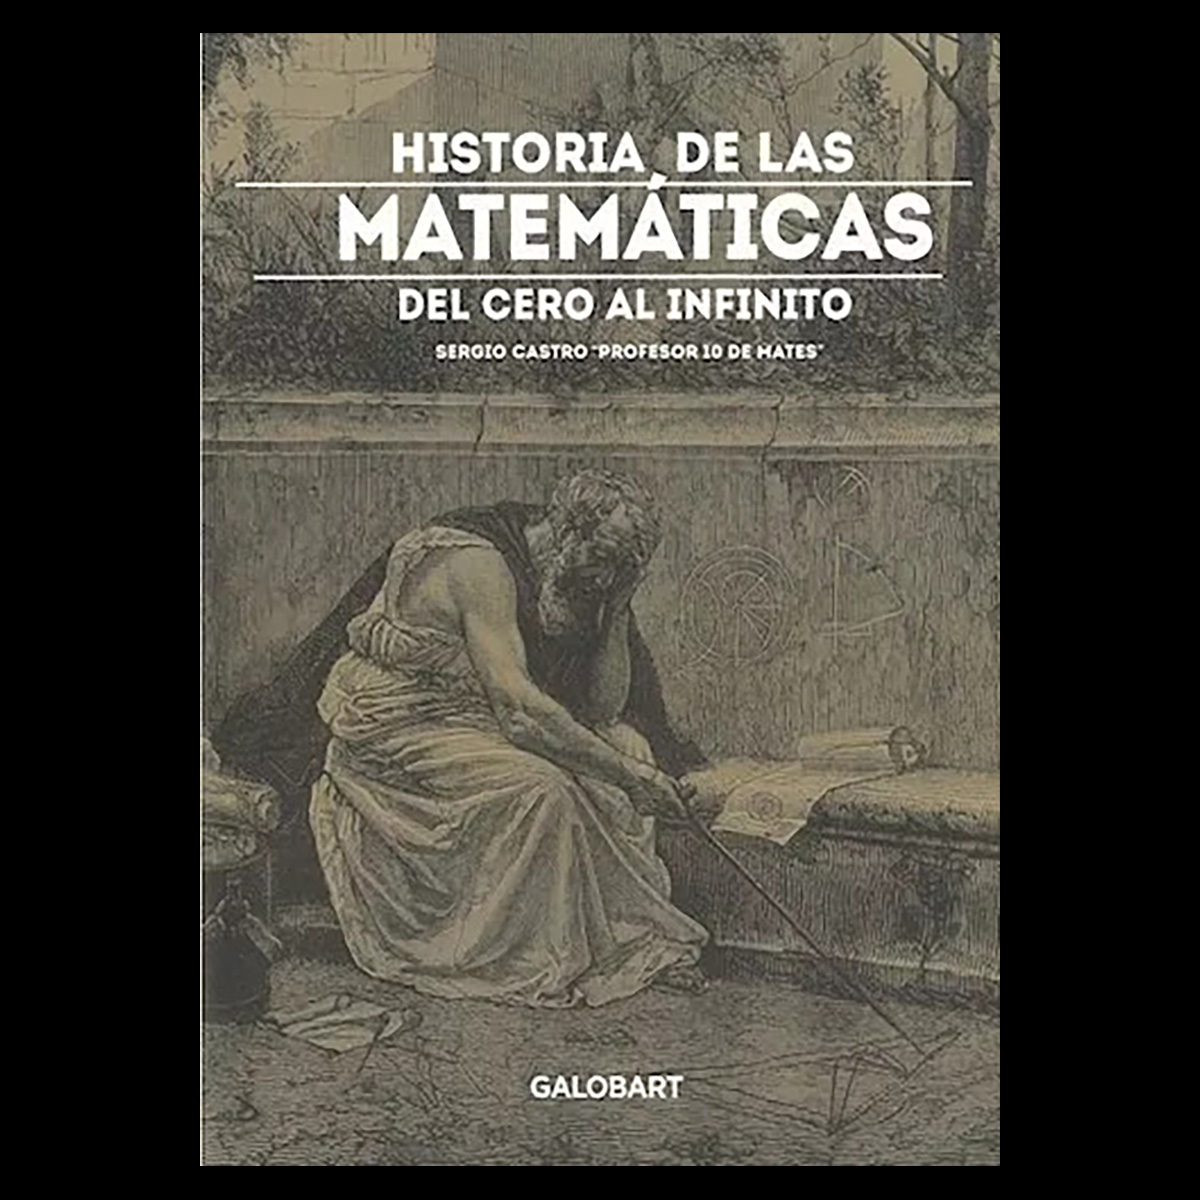 HISTORIA DE LAS
MATEMÁTICAS
DEL CERO AL INFINITO
SERGIO CASTRO "PROFESOR 10 DE MATES"
GALOBART